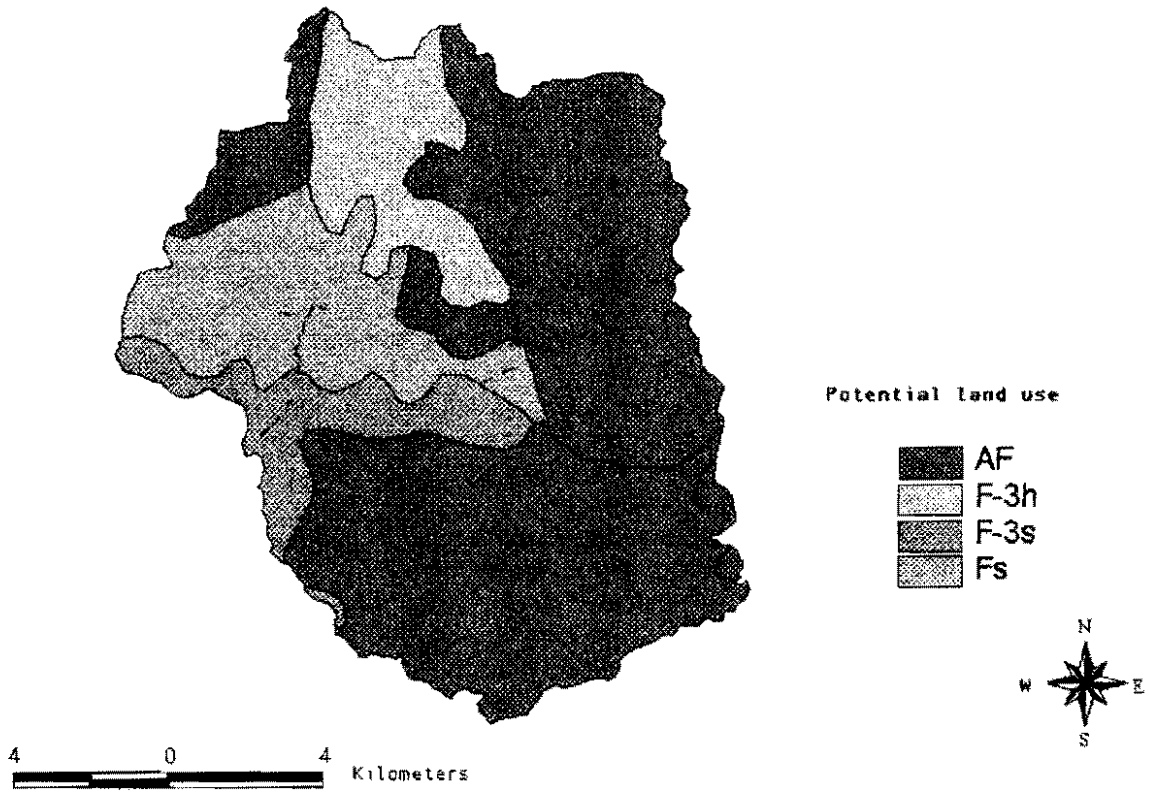 Potential land use
AF
F-3h
F-3s
Fs
N
W E
S
4 0 4
Kilometers